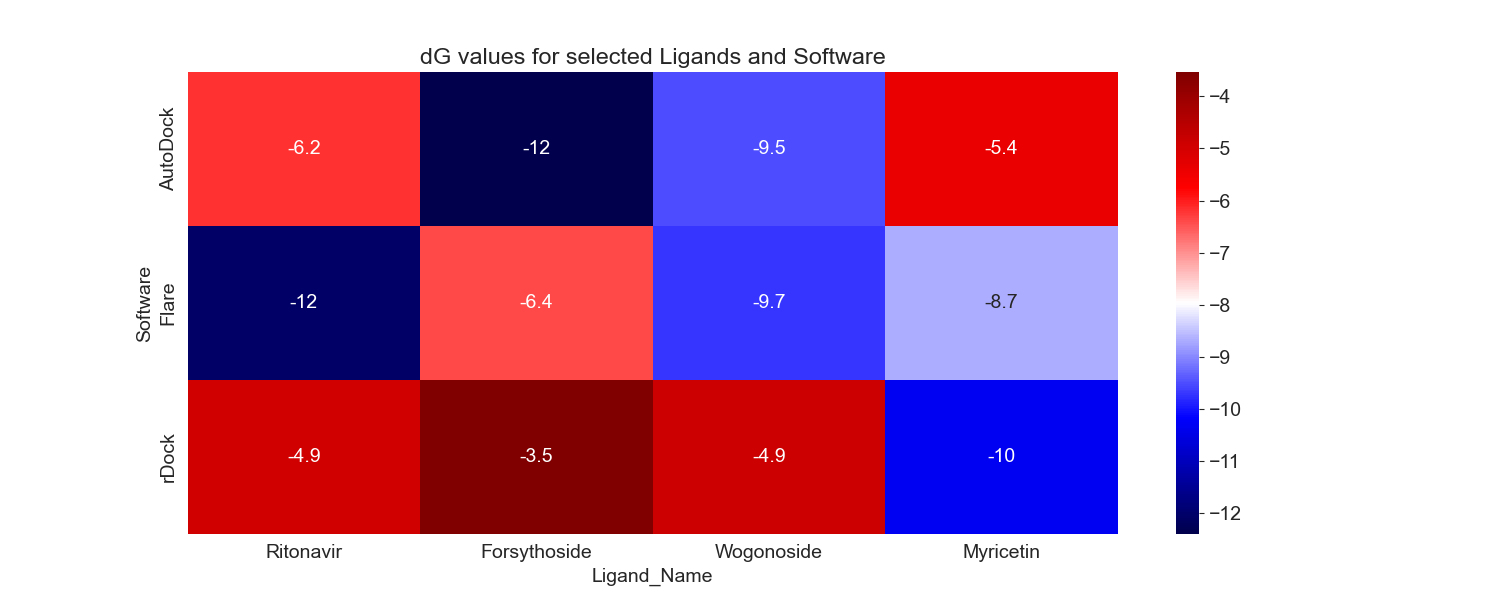 dG values for selected Ligands and Software
Software
AutoDock
-6.2 -12 -9.5 -5.4
Flare
-12 -6.4 -9.7 -8.7
rDock
-4.9 -3.5 -4.9 -10
Ritonavir Forsythoside Wogonoside Myricetin
Ligand_Name
−4
−5
−6
−7
−8
−9
−10
−11
−12